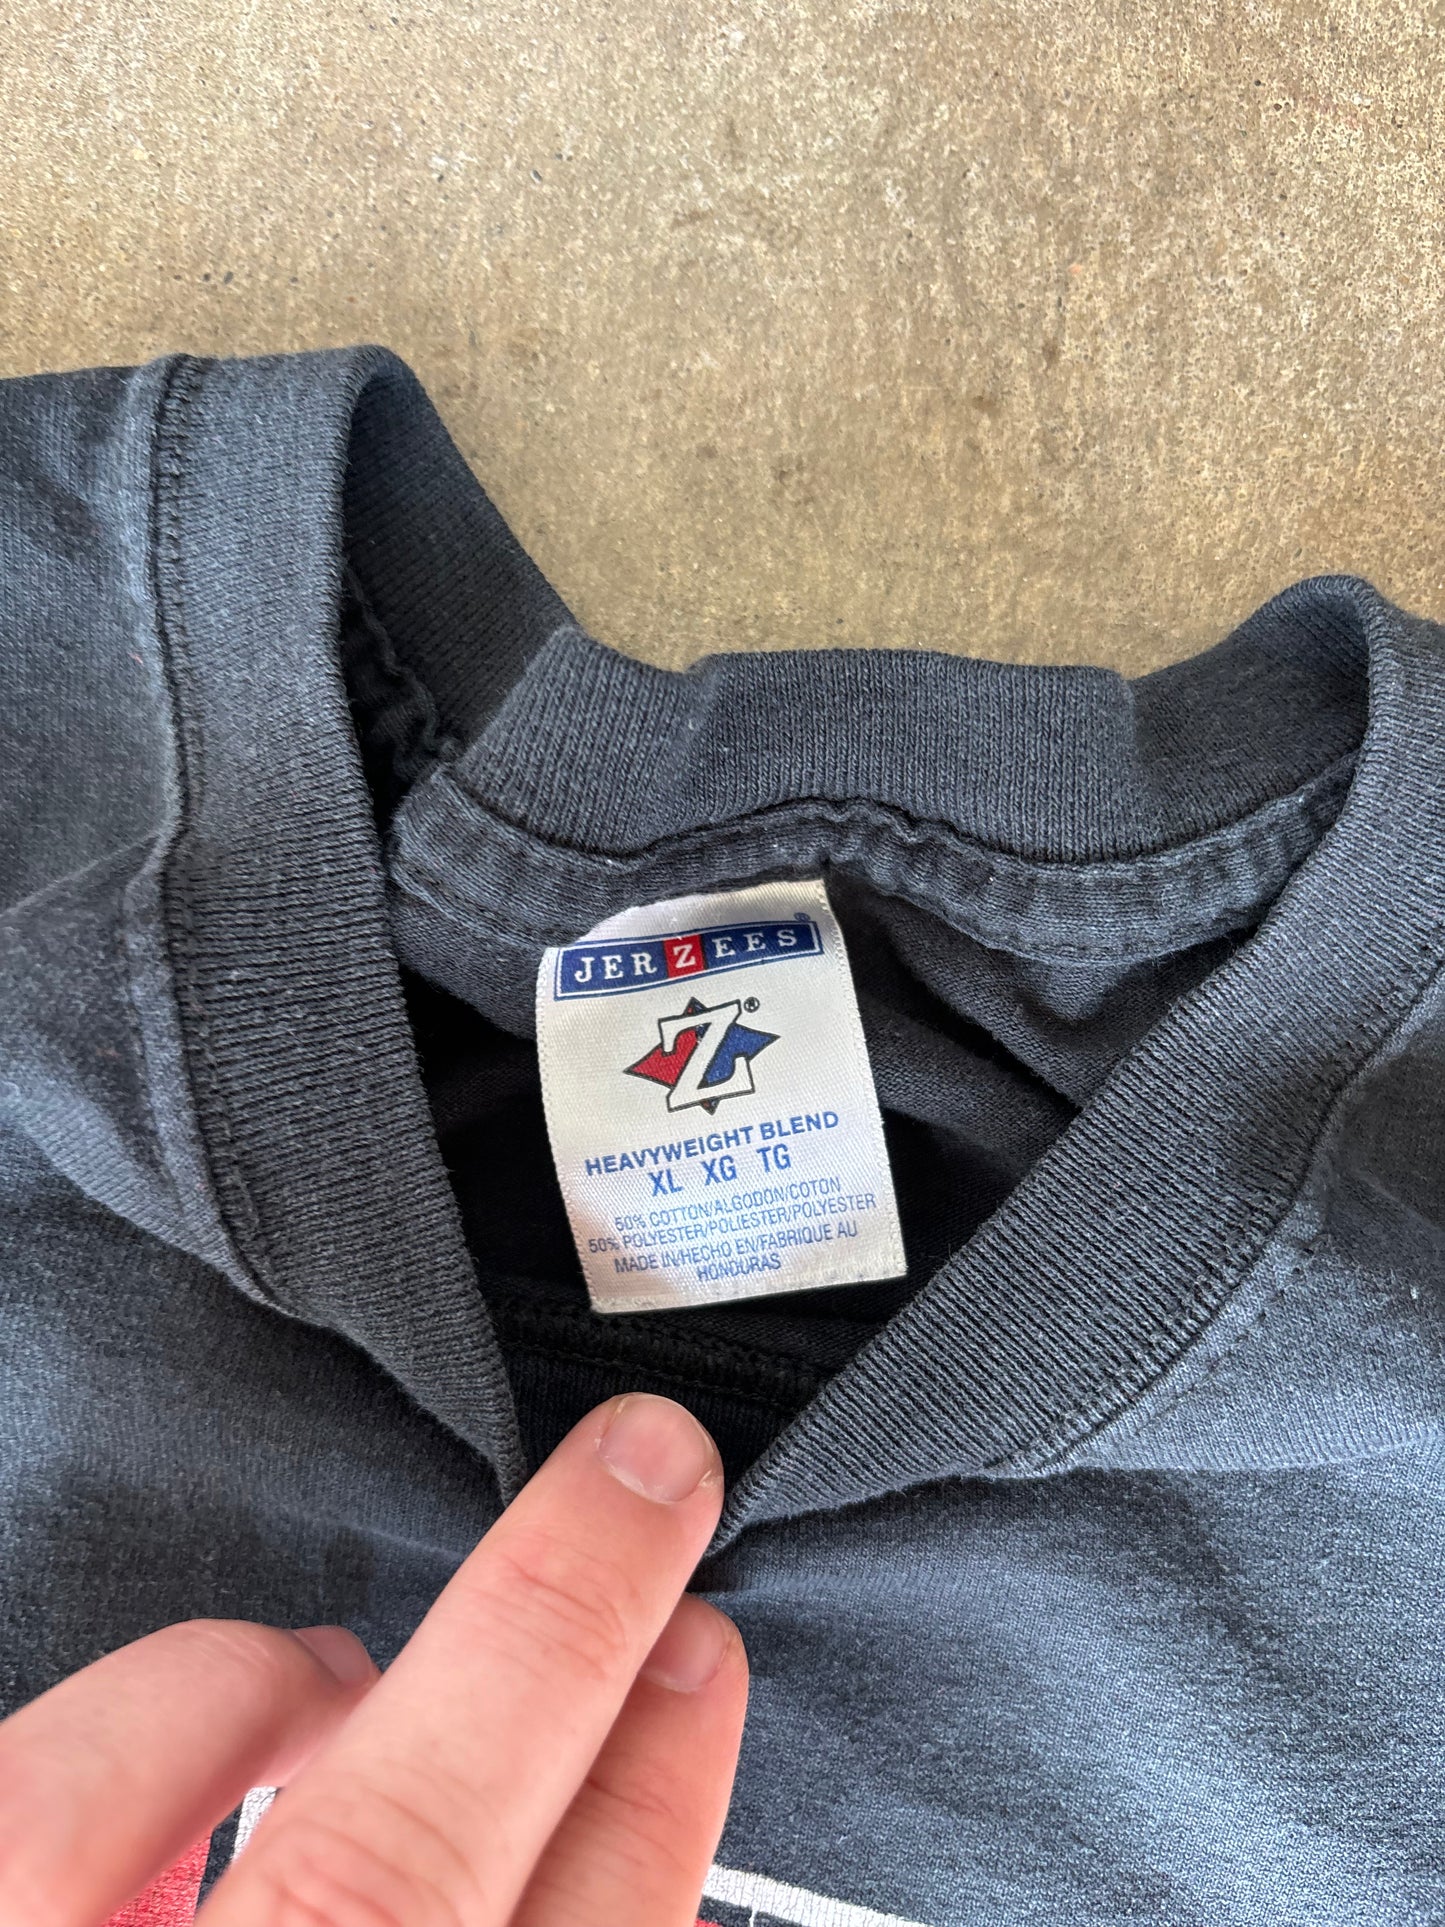 JERZEES®
Z®
HEAVYWEIGHT BLEND
XL XG TG
50% COTTON/ALGODON/COTON
50% POLYESTER/POLIESTER/POLYESTER
MADE IN/HECHO EN/FABRIQUE AU
HONDURAS